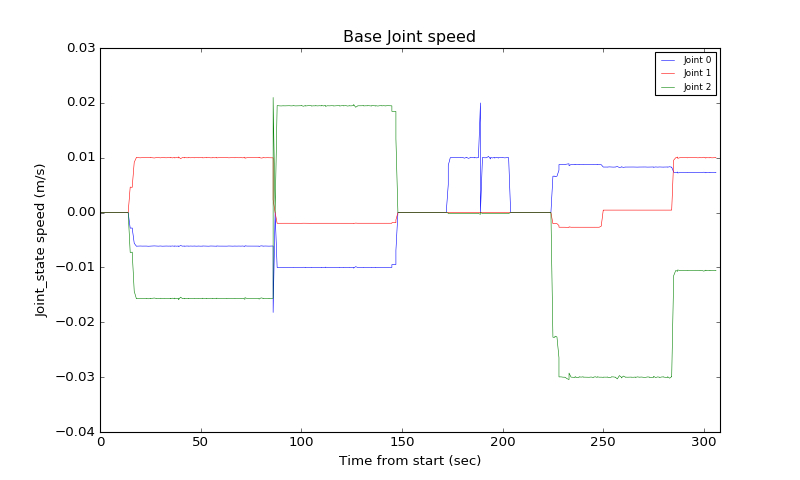 Base Joint speed
0.03
0.02
0.01
0.00
−0.01
−0.02
−0.03
−0.04
Joint_state speed (m/s)
Joint 0
Joint 1
Joint 2
0
50
100
150
200
250
300
Time from start (sec)